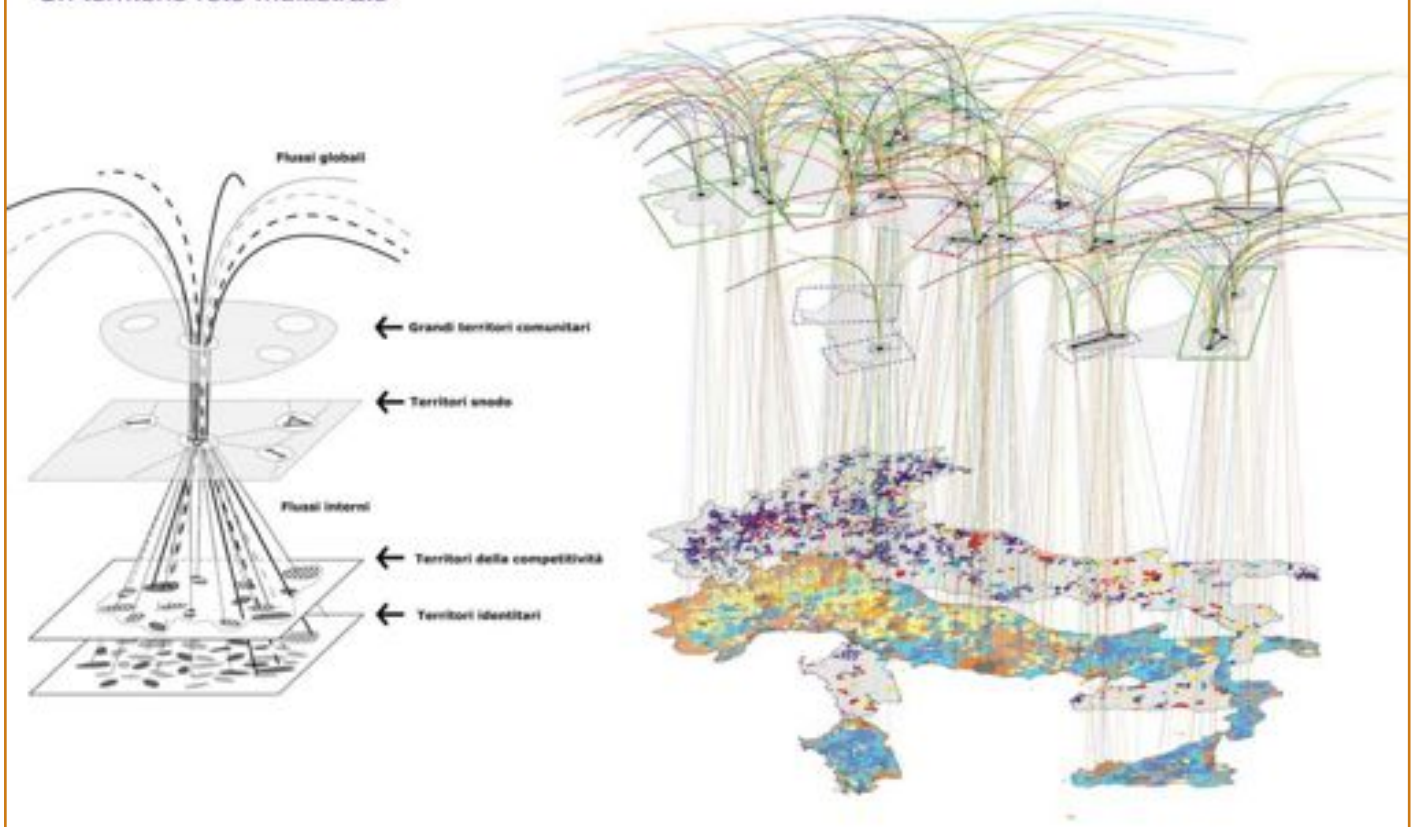 Flussi globali
Grandi territori comunitari
Territori snodo
Flussi interni
Territori della competitività
Territori identitari